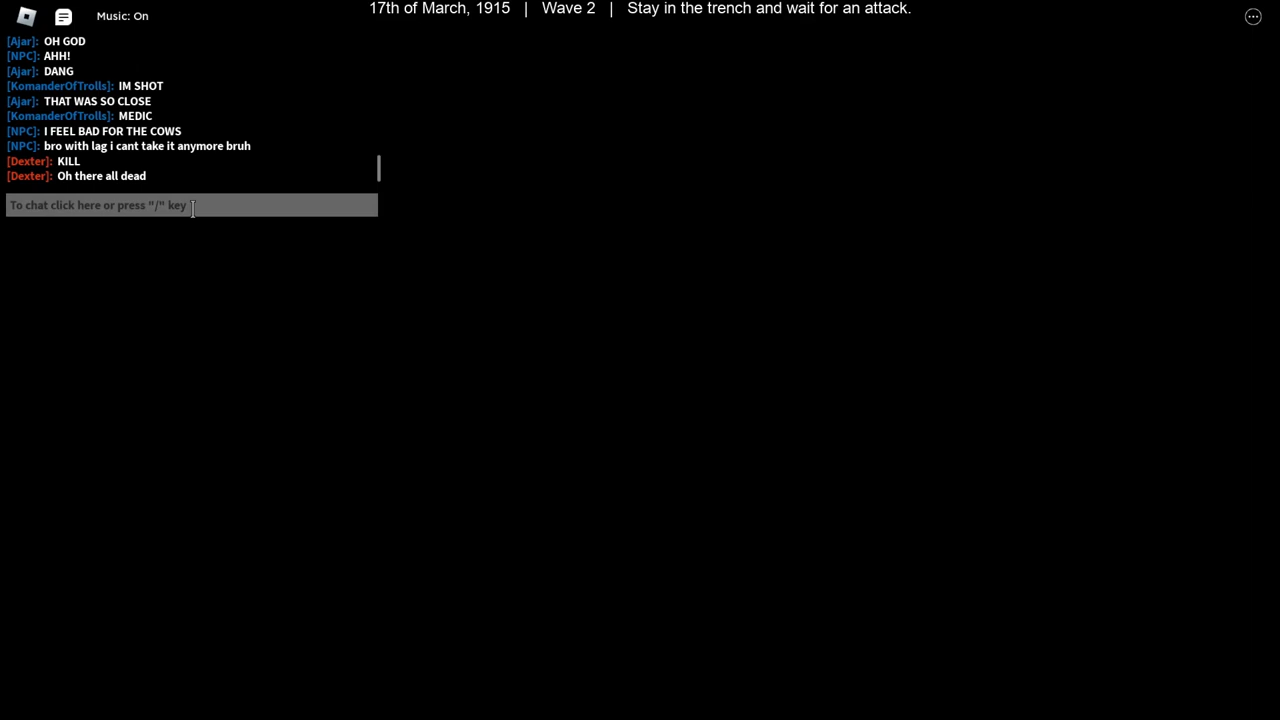 17th of March, 1915 | Wave 2 | Stay in the trench and wait for an attack.
Music: On
[Ajar]: OH GOD
[NPC]: AHH!
[Ajar]: DANG
[KomanderOfTrolls]: IM SHOT
[Ajar]: THAT WAS SO CLOSE
[KomanderOfTrolls]: MEDIC
[NPC]: I FEEL BAD FOR THE COWS
[NPC]: bro with lag i cant take it anymore bruh
[Dexter]: KILL
[Dexter]: Oh there all dead
To chat click here or press "/" key